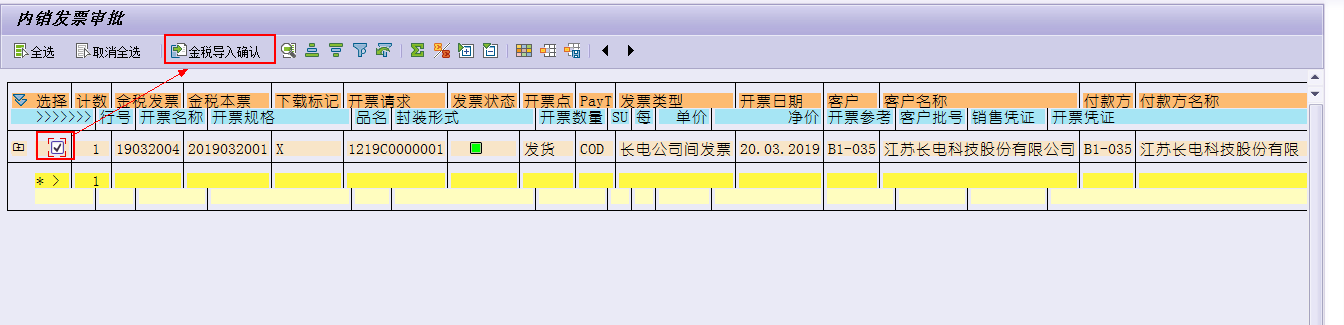 内销发票审批
全选 取消全选 金税导入确认
选择 计数 金税发票 金税本票 下载标记 开票请求 发票状态 开票点 PayT 发票类型 开票日期 客户 客户名称 付款方 付款方名称
>>>>>>> 行号 开票名称 开票规格 品名 封装形式 开票数量 SU 每 单价 净价 开票参考 客户批号 销售凭证 开票凭证
1 19032004 2019032001 X 1219C0000001 发货 COD 长电公司间发票 20.03.2019 B1-035 江苏长电科技股份有限公司 B1-035 江苏长电科技股份有限
* > 1